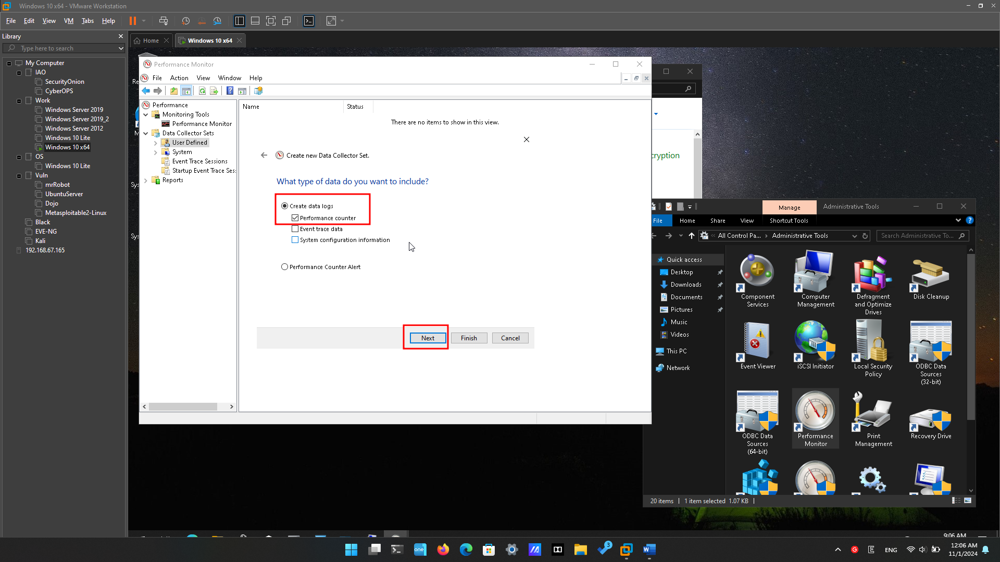 Windows 10 x64 - VMware Workstation
File Edit View VM Tabs Help
Library
Type here to search
My Computer
IAO
SecurityOnion
CyberOPS
Work
Windows Server 2019
Windows Server 2019_2
Windows Server 2012
Windows 10 Lite
Windows 10 x64
OS
Windows 10 Lite
Vuln
mrRobot
UbuntuServer
Dojo
Metasploitable2-Linux
Black
EVE-NG
Kali
192.168.67.165
Home
Windows 10 x64
Performance Monitor
File Action View Window Help
Performance
Monitoring Tools
Performance Monitor
Data Collector Sets
User Defined
System
Event Trace Sessions
Startup Event Trace Ses
Reports
Name Status
There are no items to show in this view.
Create new Data Collector Set.
What type of data do you want to include?
Create data logs
Performance counter
Event trace data
System configuration information
Performance Counter Alert
Next Finish Cancel
cryption
Manage Administrative Tools
File Home Share View Shortcut Tools
All Control Pa... Administrative Tools
Search Administrative To...
Quick access
Desktop
Downloads
Documents
Pictures
Music
Videos
This PC
Network
Component Services
Computer Management
Defragment and Optimize Drives
Disk Cleanup
Event Viewer
iSCSI Initiator
Local Security Policy
ODBC Data Sources (32-bit)
ODBC Data Sources (64-bit)
Performance Monitor
Print Management
Recovery Drive
20 items 1 item selected 1.07 KB
9:06 AM
one
3
ENG
12:06 AM
11/1/2024